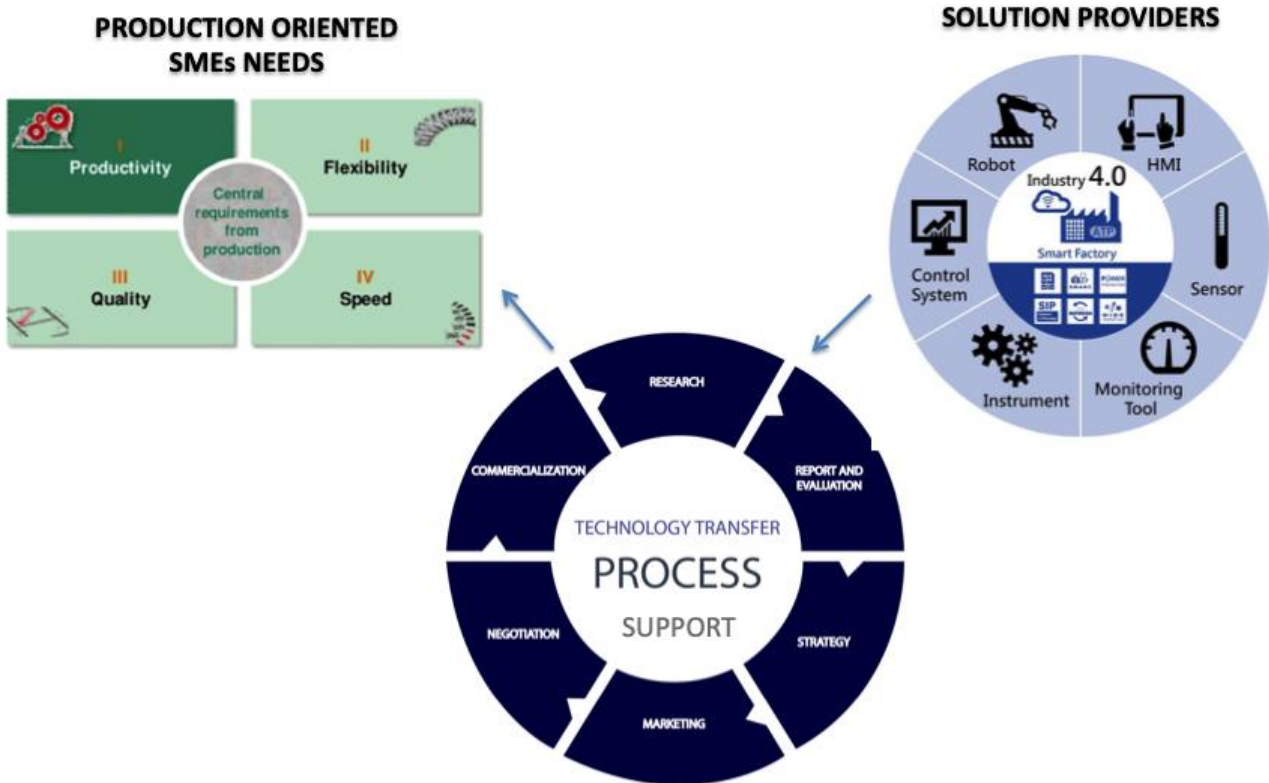 PRODUCTION ORIENTED
SMEs NEEDS
I
Productivity
II
Flexibility
Central
requirements
from
production
III
Quality
IV
Speed
SOLUTION PROVIDERS
Robot
HMI
Industry 4.0
ATP
Smart Factory
Control
System
Sensor
SIP
Instrument
Monitoring
Tool
RESEARCH
COMMERCIALIZATION
REPORT AND
EVALUATION
TECHNOLOGY TRANSFER
PROCESS
SUPPORT
NEGOTIATION
STRATEGY
MARKETING